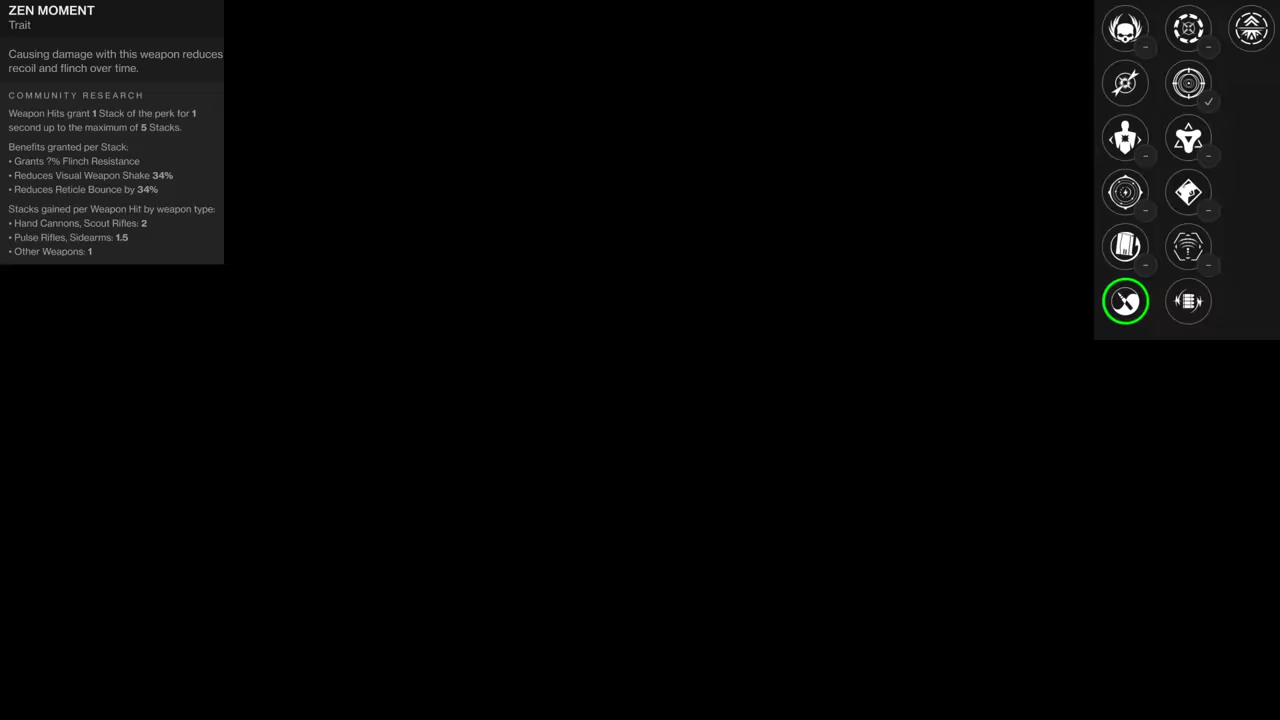 ZEN MOMENT
Trait
Causing damage with this weapon reduces
recoil and flinch over time.
COMMUNITY RESEARCH
Weapon Hits grant 1 Stack of the perk for 1
second up to the maximum of 5 Stacks.
Benefits granted per Stack:
• Grants ?% Flinch Resistance
• Reduces Visual Weapon Shake 34%
• Reduces Reticle Bounce by 34%
Stacks gained per Weapon Hit by weapon type:
• Hand Cannons, Scout Rifles: 2
• Pulse Rifles, Sidearms: 1.5
• Other Weapons: 1